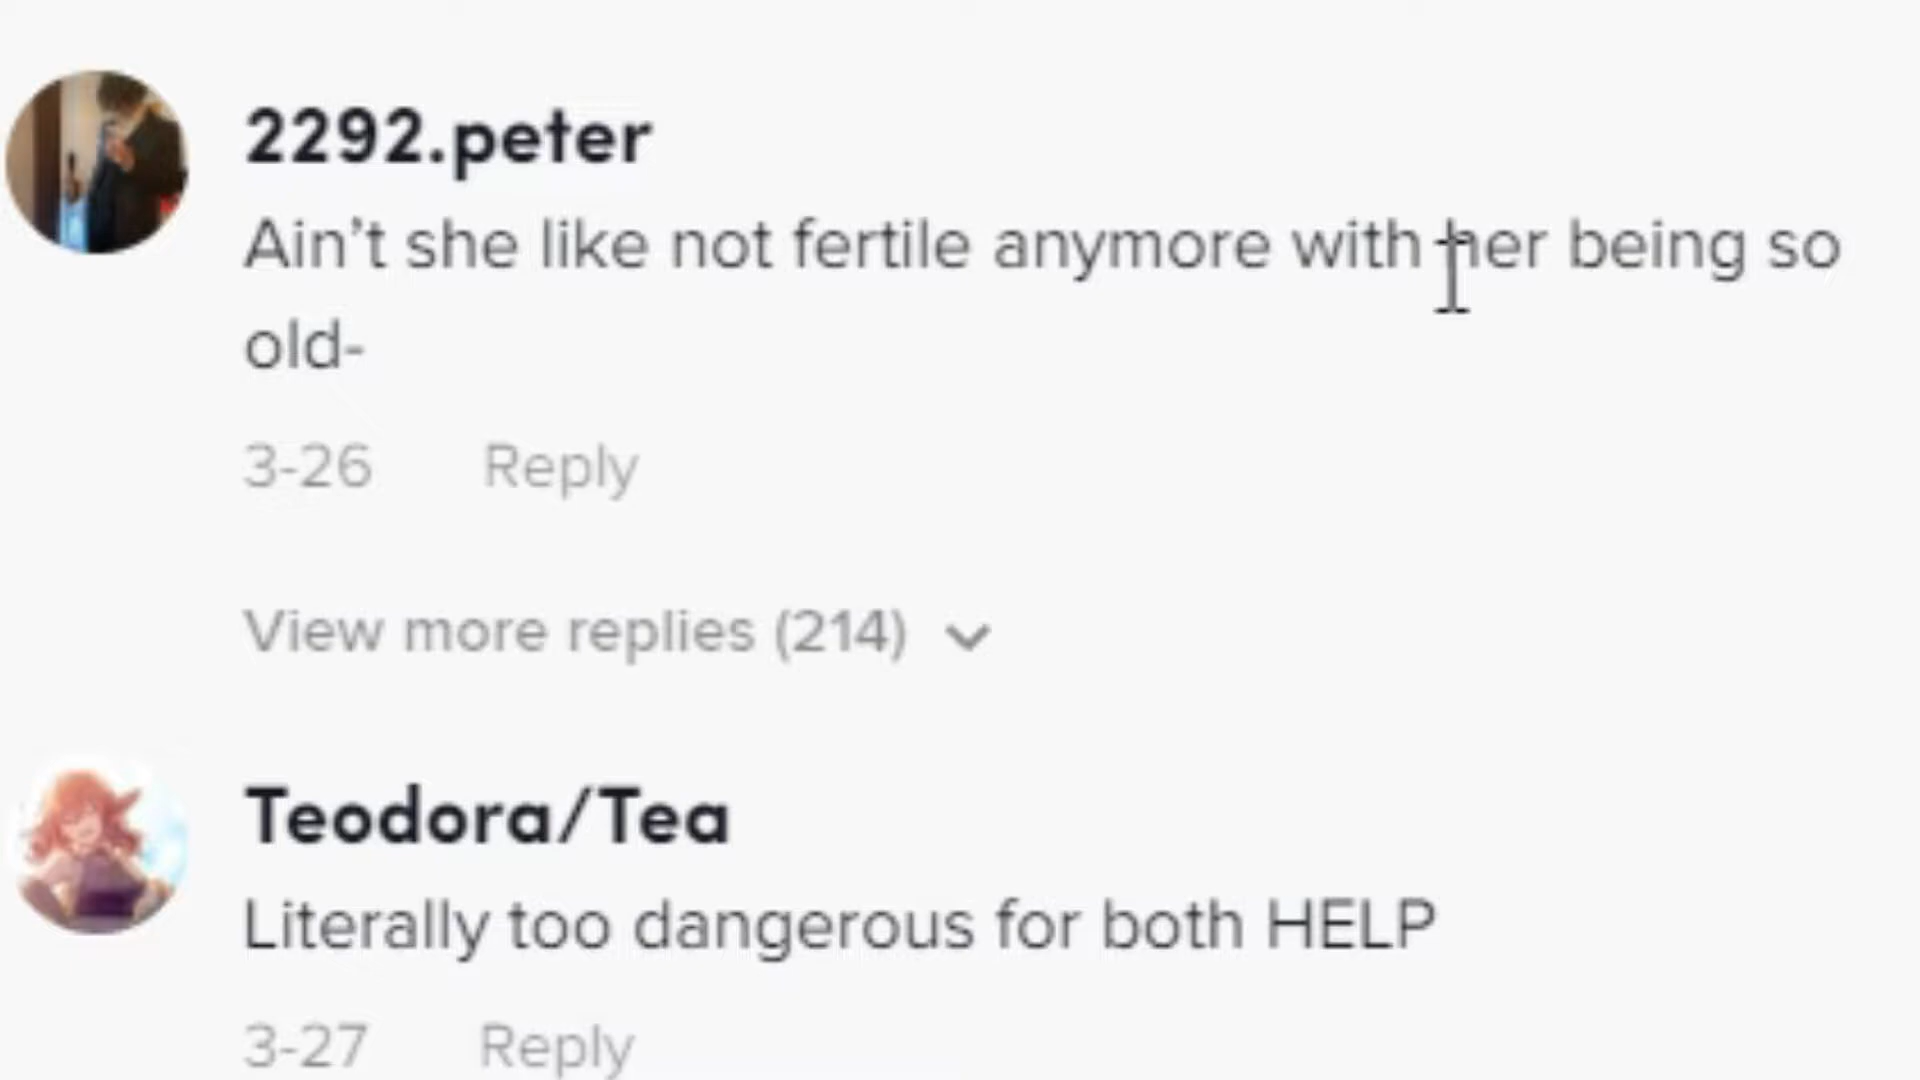 2292.peter
Ain't she like not fertile anymore with her being so
old-
3-26 Reply
View more replies (214)
Teodora/Tea
Literally too dangerous for both HELP
3-27 Reply